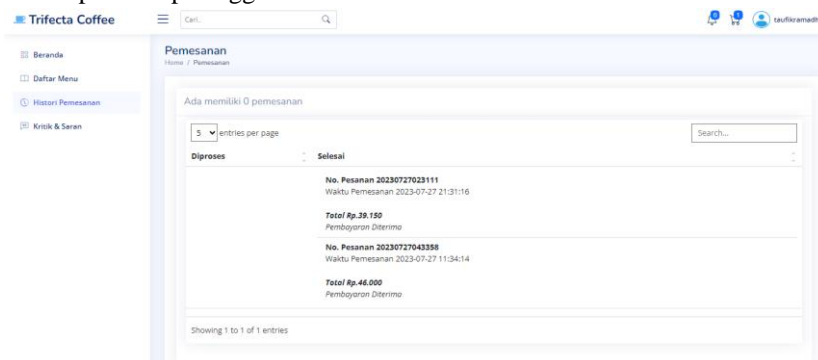 Trifecta Coffee
Cari..
0
1
taufikramadh
Beranda
Daftar Menu
Histori Pemesanan
Kritik & Saran
Pemesanan
Home / Pemesanan
Ada memiliki 0 pemesanan
5 entries per page
Search...
Diproses
Selesai
No. Pesanan 20230727023111
Waktu Pemesanan 2023-07-27 21:31:16
Total Rp.39.150
Pembayaran Diterima
No. Pesanan 20230727043358
Waktu Pemesanan 2023-07-27 11:34:14
Total Rp.46.000
Pembayaran Diterima
Showing 1 to 1 of 1 entries